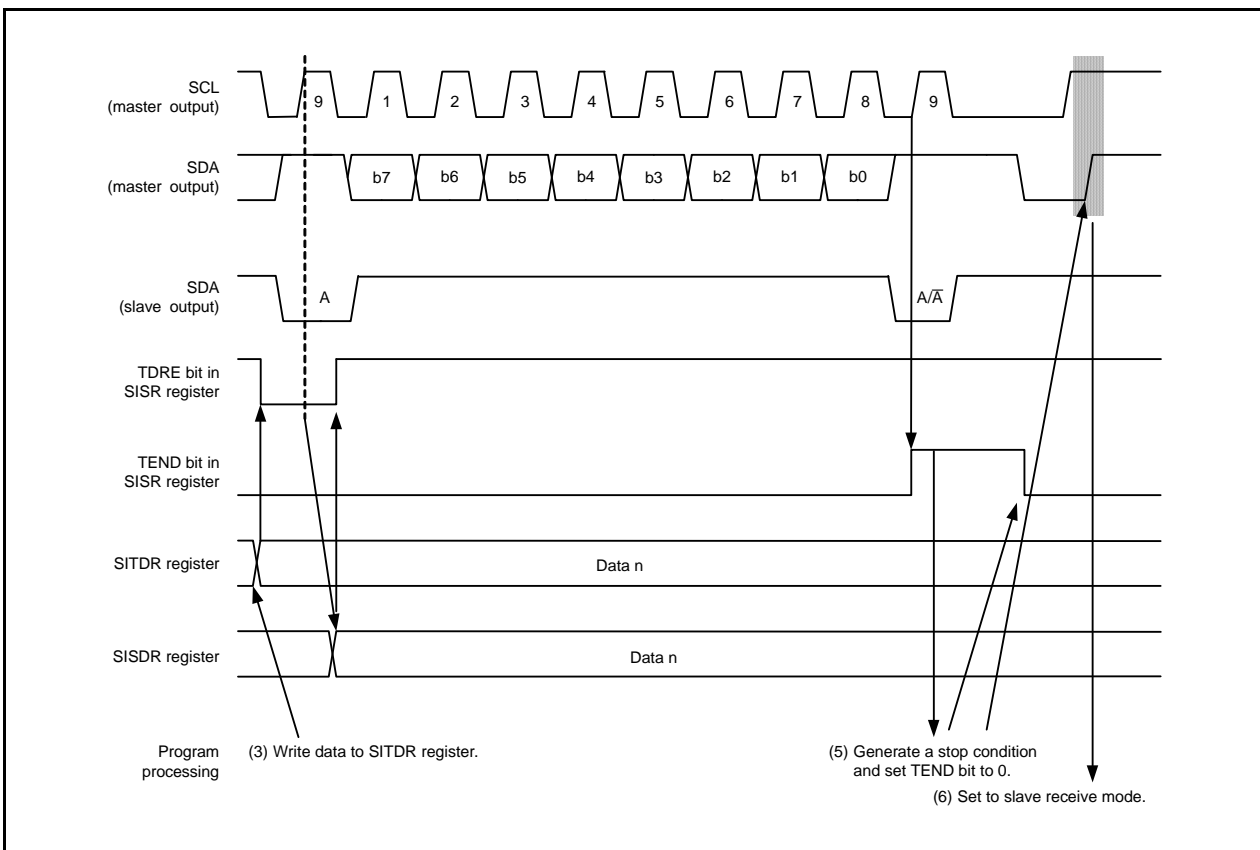 SCL
(master output)
9 1 2 3 4 5 6 7 8 9
SDA
(master output)
b7 b6 b5 b4 b3 b2 b1 b0
SDA
(slave output)
A A/A̅
TDRE bit in
SISR register
TEND bit in
SISR register
SITDR register
Data n
SISDR register
Data n
Program
processing
(3) Write data to SITDR register.
(5) Generate a stop condition
and set TEND bit to 0.
(6) Set to slave receive mode.